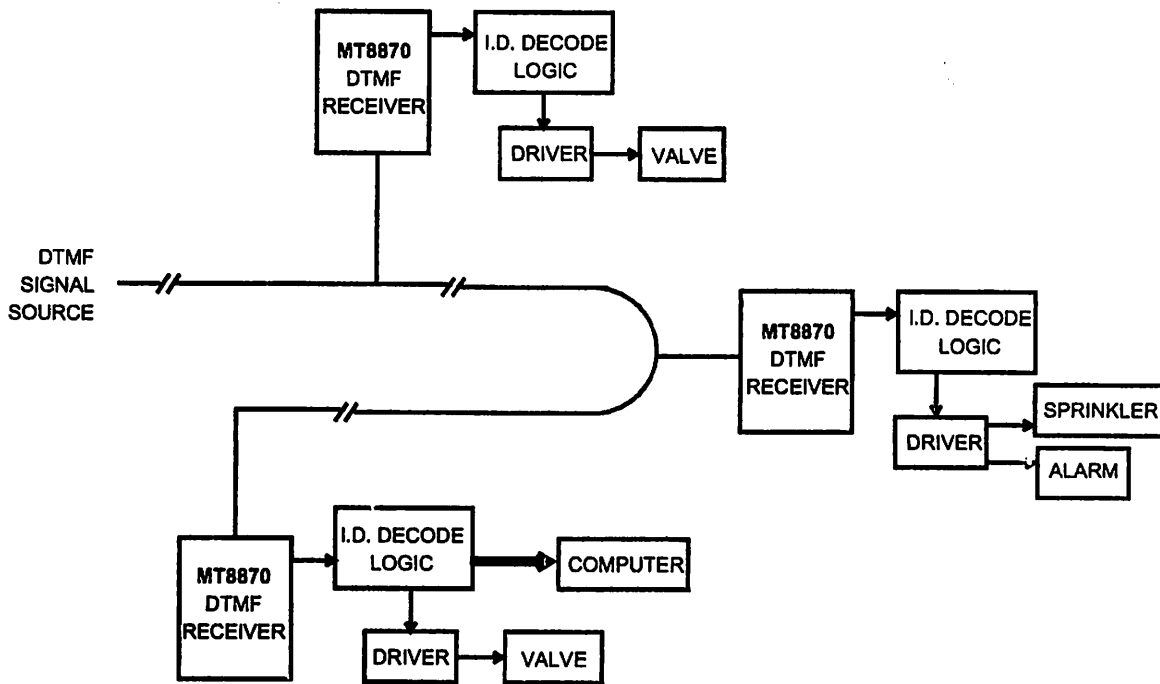 MT8870
DTMF
RECEIVER
I.D. DECODE
LOGIC
DRIVER
VALVE
DTMF
SIGNAL
SOURCE
MT8870
DTMF
RECEIVER
I.D. DECODE
LOGIC
DRIVER
SPRINKLER
ALARM
MT8870
DTMF
RECEIVER
I.D. DECODE
LOGIC
COMPUTER
DRIVER
VALVE